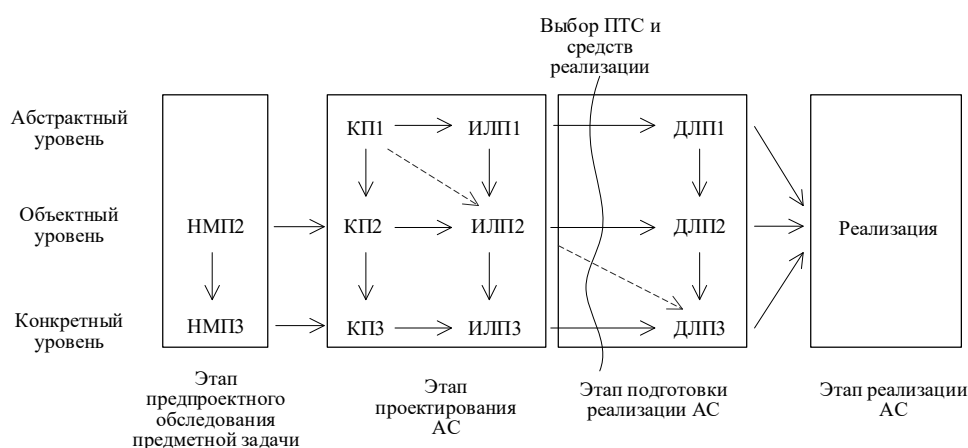 Выбор ПТС и
средств
реализации
Абстрактный
уровень
КП1
ИЛП1
ДЛП1
Объектный
уровень
НМП2
КП2
ИЛП2
ДЛП2
Реализация
Конкретный
уровень
НМП3
КП3
ИЛП3
ДЛП3
Этап
предпроектного
обследования
предметной задачи
Этап
проектирования
АС
Этап подготовки
реализации АС
Этап реализации
АС